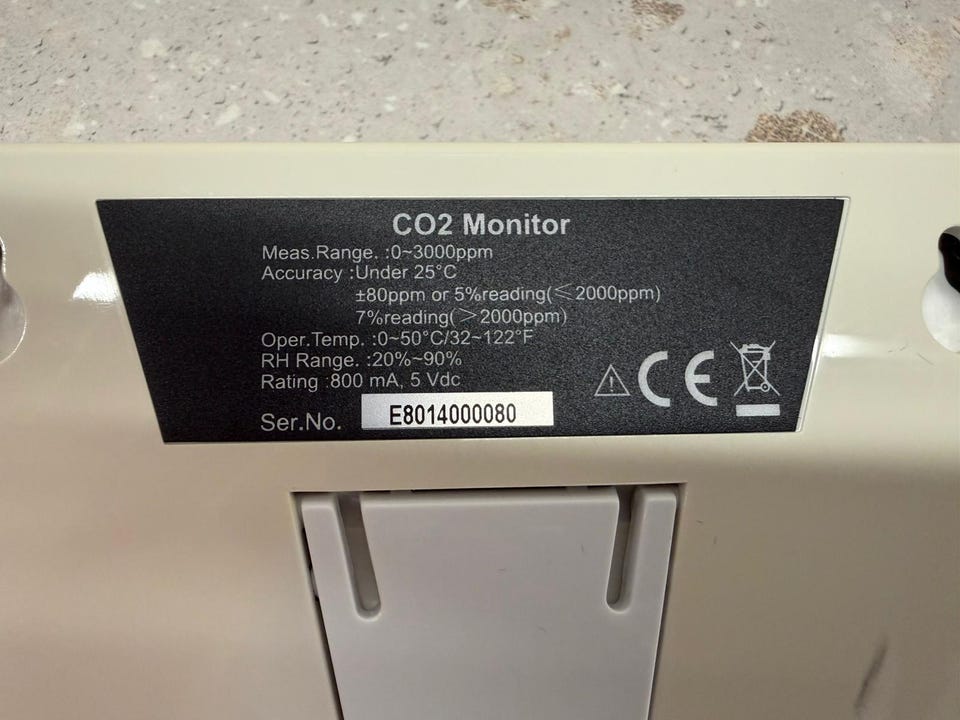 CO2 Monitor
Meas.Range. :0~3000ppm
Accuracy :Under 25°C
±80ppm or 5%reading(≤2000ppm)
7%reading(>2000ppm)
Oper.Temp. :0~50°C/32~122°F
RH Range. :20%~90%
Rating :800 mA, 5 Vdc
Ser.No. E8014000080
CE